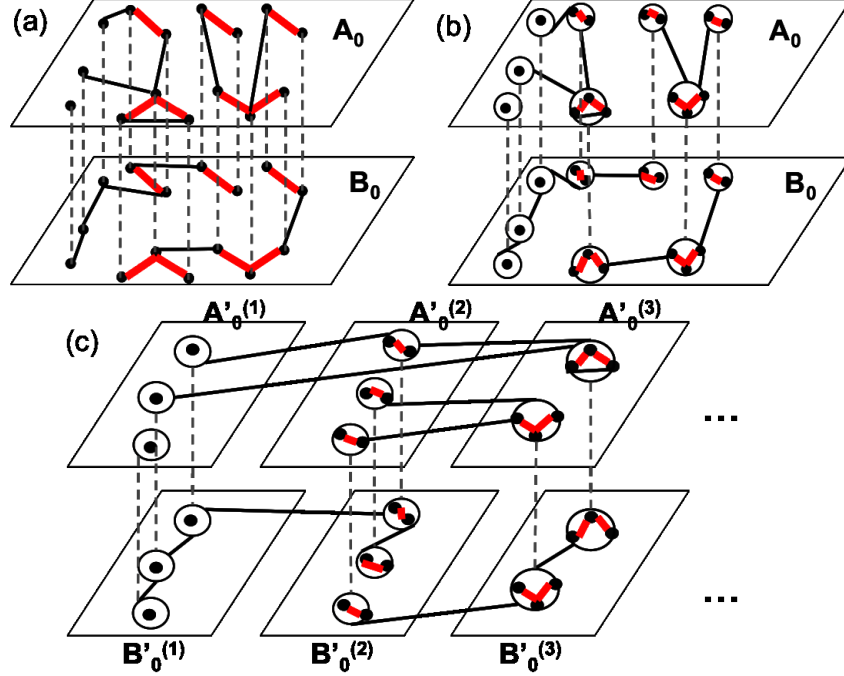 (a)
A₀
B₀
(b)
A₀
B₀
(c)
A'₀⁽¹⁾
A'₀⁽²⁾
A'₀⁽³⁾
...
...
B'₀⁽¹⁾
B'₀⁽²⁾
B'₀⁽³⁾